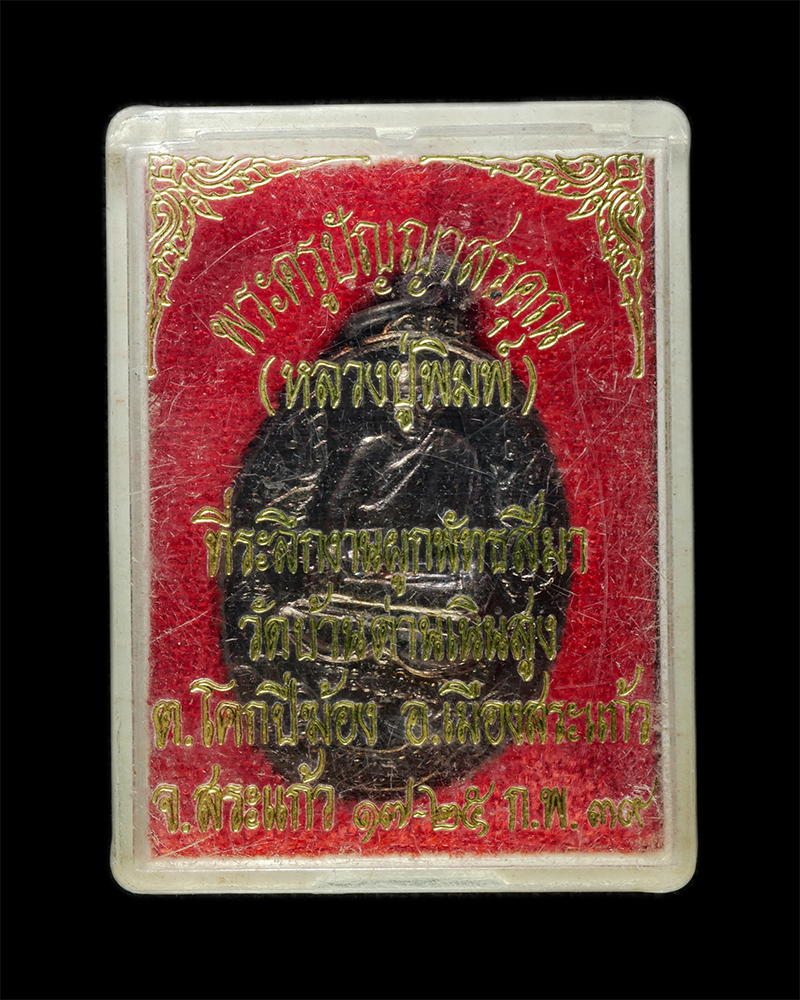 พระครูปัญญาสรคุณ
(หลวงปู่พิมพ์)
ที่ระลึกงานผูกพัทธสีมา
วัดบ้านด่านเนินสูง
ต.โคกปี่ฆ้อง อ.เมืองสระแก้ว
จ.สระแก้ว ๑๗-๒๕ ก.พ. ๓๙